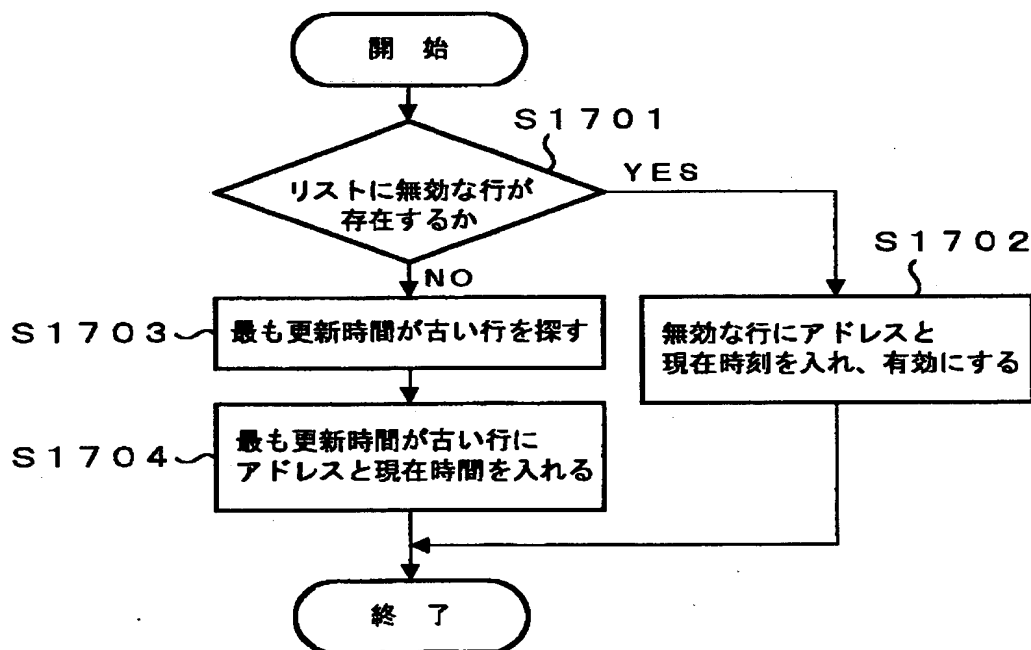 開 始
S1701
リストに無効な行が
存在するか
YES
NO
S1702
無効な行にアドレスと
現在時刻を入れ、有効にする
S1703
最も更新時間が古い行を探す
S1704
最も更新時間が古い行に
アドレスと現在時間を入れる
終 了